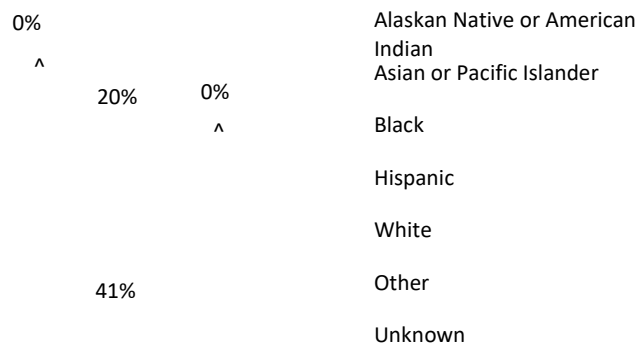 0%
^
20%
0%
^
41%
Alaskan Native or American
Indian
Asian or Pacific Islander
Black
Hispanic
White
Other
Unknown